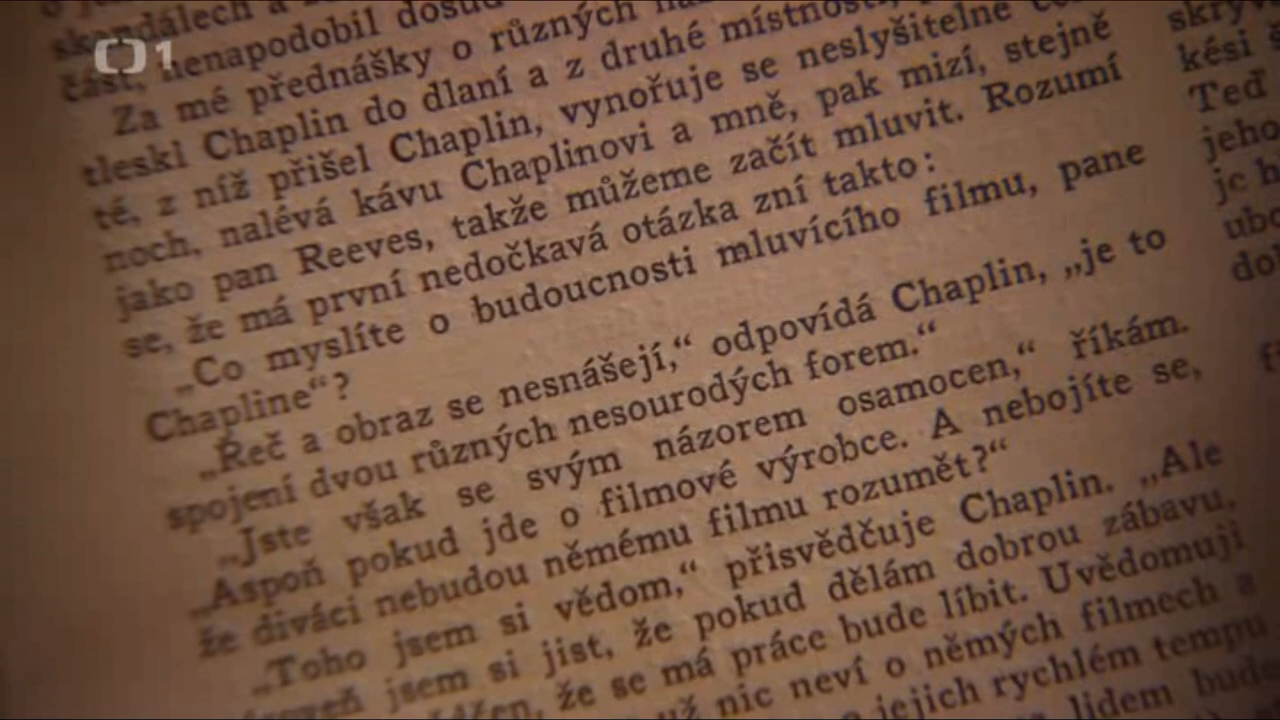 skandálech a
část, nenapodobil dosud
Za mé přednášky o různých
tleskl Chaplin do dlaní a z druhé místnosti,
té, z níž přišel Chaplin, vynořuje se neslyšitelně
noch, nalévá kávu Chaplinovi a mně, pak mizí, stejně
jako pan Reeves, takže můžeme začít mluvit. Rozumí
se, že má první nedočkavá otázka zní takto:
„Co myslíte o budoucnosti mluvícího filmu, pane
Chapline“?
„Řeč a obraz se nesnášejí,“ odpovídá Chaplin, „je to
spojení dvou různých nesourodých forem.“
„Jste však se svým názorem osamocen,“ říkám.
„Aspoň pokud jde o filmové výrobce. A nebojíte se,
že diváci nebudou němému filmu rozumět?“
„Toho jsem si vědom,“ přisvědčuje Chaplin. „Ale
jsem si jist, že pokud dělám dobrou zábavu,
že se má práce bude líbit. Uvědomuji
už nic neví o němých filmech a
o jejich rychlém tempu
lidem bude
kési
Teď
jeho
je
1